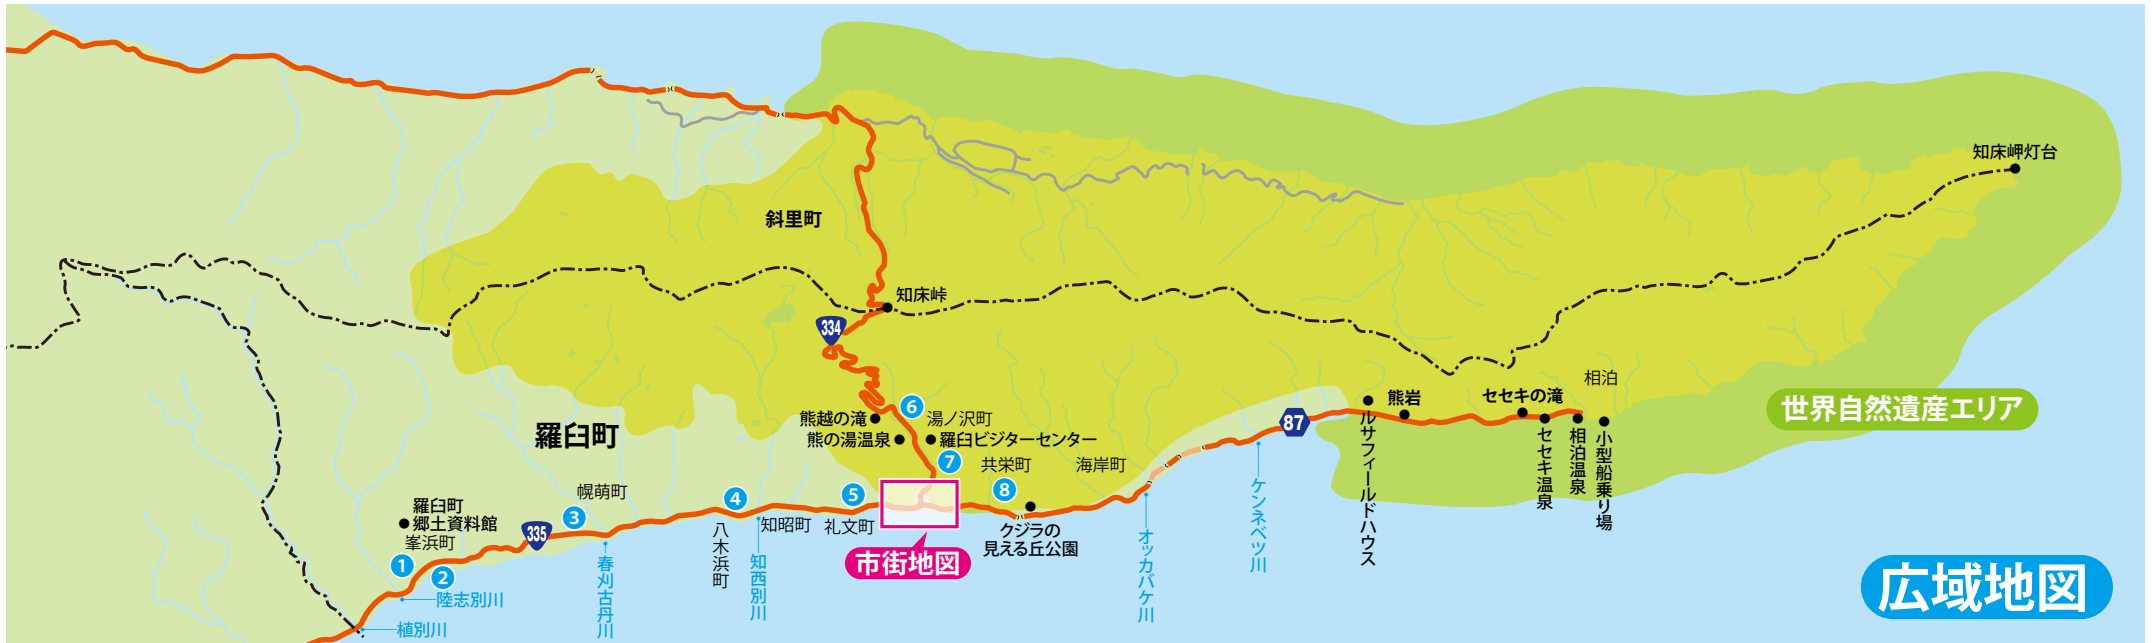 知床岬灯台
斜里町
知床峠
334
相泊
熊岩
セセキの滝
世界自然遺産エリア
87
熊越の滝
6
湯ノ沢町
熊の湯温泉
羅臼ビジターセンター
羅臼町
7
共栄町
海岸町
ルサフィールドハウス
セセキ温泉
相泊温泉
小型船乗り場
幌萌町
4
5
8
羅臼町
郷土資料館
峯浜町
335
3
八木浜町
知昭町
礼文町
クジラの
見える丘公園
市街地図
ケンネベツ川
オッカバケ川
1
2
春刈古丹川
知西別川
陸志別川
植別川
広域地図